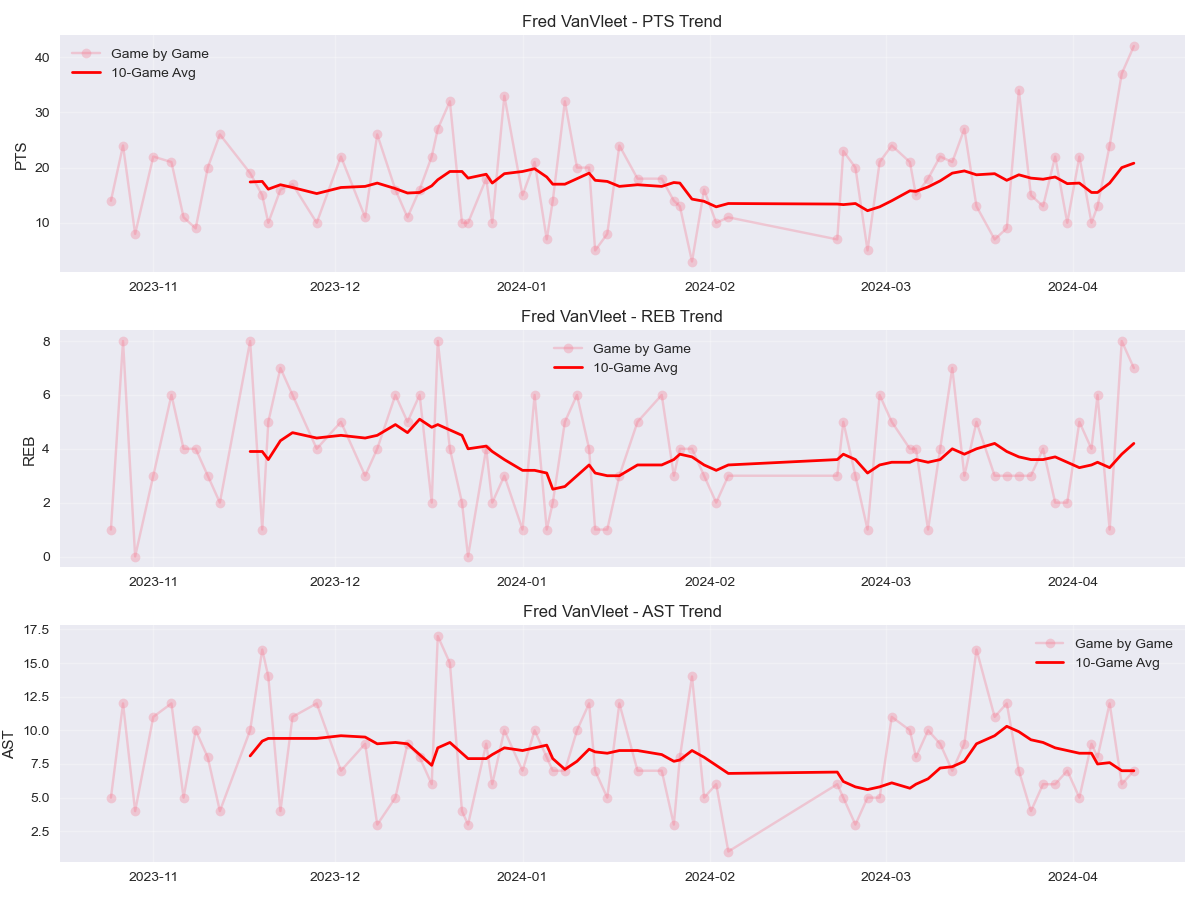 Fred VanVleet - PTS Trend
Game by Game
10-Game Avg
PTS
40
30
20
10
2023-11 2023-12 2024-01 2024-02 2024-03 2024-04
Fred VanVleet - REB Trend
Game by Game
10-Game Avg
REB
8
6
4
2
0
2023-11 2023-12 2024-01 2024-02 2024-03 2024-04
Fred VanVleet - AST Trend
Game by Game
10-Game Avg
AST
17.5
15.0
12.5
10.0
7.5
5.0
2.5
2023-11 2023-12 2024-01 2024-02 2024-03 2024-04